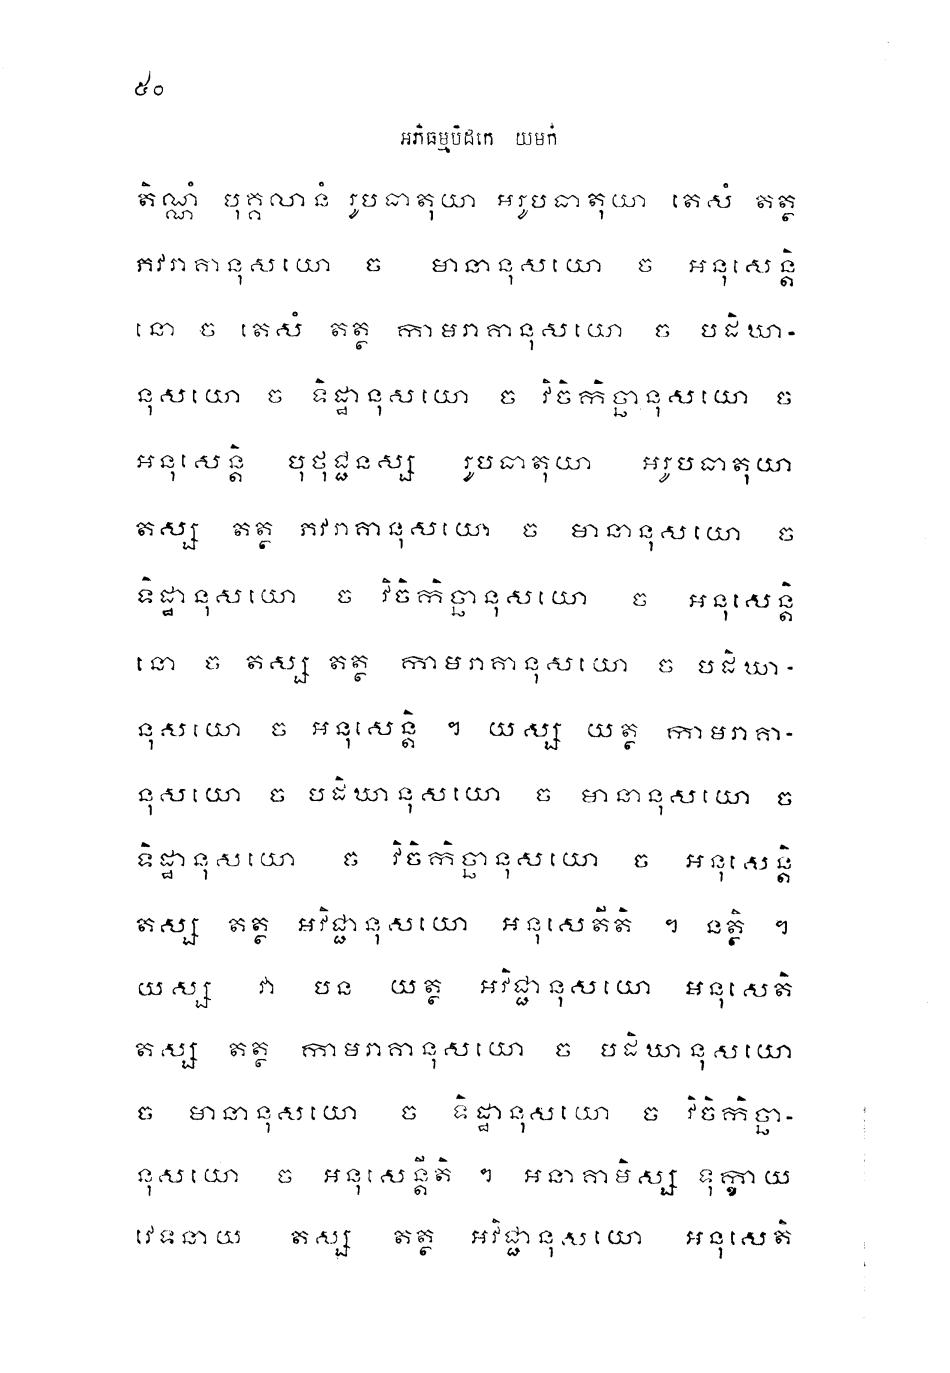 ៥០
អភិធម្មបិដកេ យមកំ
តិណ្ណំ បុគ្គលានំ រូបធាតុយា អរូបធាតុយា តេសំ តត្ថ
ភវរាគានុសយោ ច មានានុសយោ ច អនុសេន្តិ
នោ ច តេសំ តត្ថ កាមរាគានុសយោ ច បដិឃា-
នុសយោ ច ទិដ្ឋានុសយោ ច វិចិកិច្ឆានុសយោ ច
អនុសេន្តិ បុថុជ្ជនស្ស រូបធាតុយា អរូបធាតុយា
តស្ស តត្ថ ភវរាគានុសយោ ច មានានុសយោ ច
ទិដ្ឋានុសយោ ច វិចិកិច្ឆានុសយោ ច អនុសេន្តិ
នោ ច តស្ស តត្ថ កាមរាគានុសយោ ច បដិឃា-
នុសយោ ច អនុសេន្តិ ។ យស្ស យត្ថ កាមរាគា-
នុសយោ ច បដិឃានុសយោ ច មានានុសយោ ច
ទិដ្ឋានុសយោ ច វិចិកិច្ឆានុសយោ ច អនុសេន្តិ
តស្ស តត្ថ អវិជ្ជានុសយោ អនុសេតីតិ ។ នត្ថិ ។
យស្ស វា បន យត្ថ អវិជ្ជានុសយោ អនុសេតិ
តស្ស តត្ថ កាមរាគានុសយោ ច បដិឃានុសយោ
ច មានានុសយោ ច ទិដ្ឋានុសយោ ច វិចិកិច្ឆា-
នុសយោ ច អនុសេន្តីតិ ។ អនាគាមិស្ស ទុក្ខាយ
វេទនាយ តស្ស តត្ថ អវិជ្ជានុសយោ អនុសេតិ